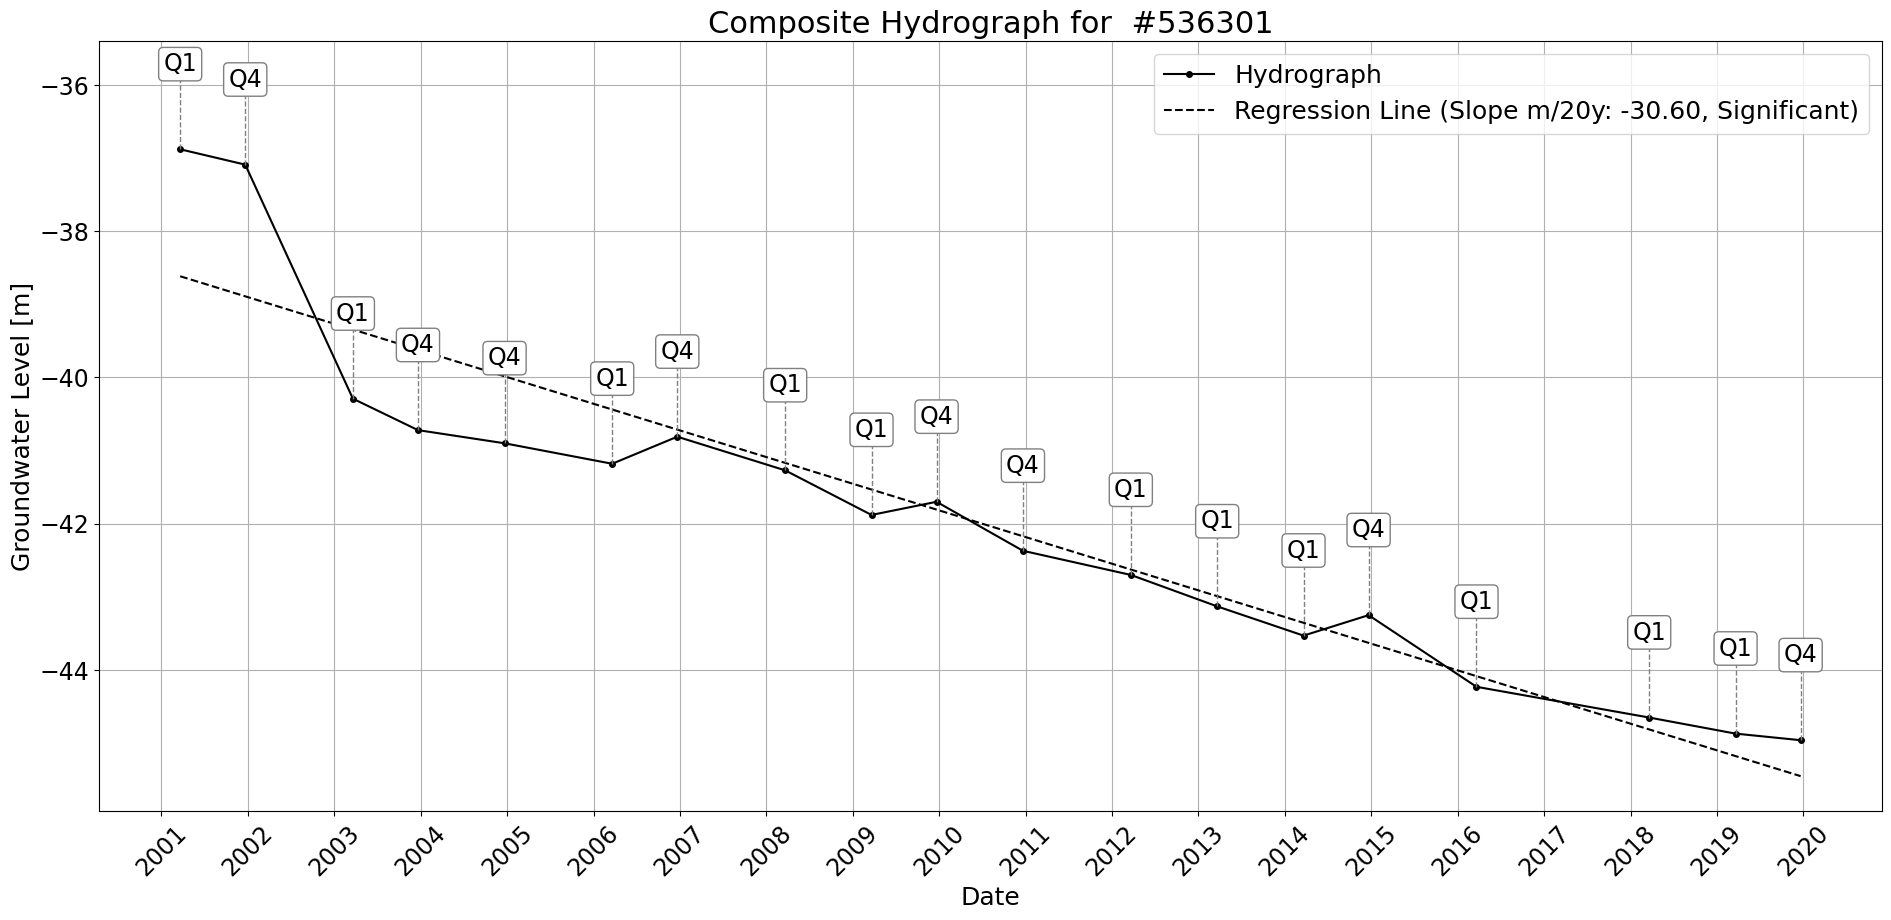 Composite Hydrograph for  #536301
Hydrograph
Regression Line (Slope m/20y: -30.60, Significant)
Groundwater Level [m]
−36
−38
−40
−42
−44
Q1
Q4
Q1
Q4
Q4
Q1
Q4
Q1
Q1
Q4
Q4
Q1
Q1
Q1
Q4
Q1
Q1
Q1
Q4
2001
2002
2003
2004
2005
2006
2007
2008
2009
2010
2011
2012
2013
2014
2015
2016
2017
2018
2019
2020
Date